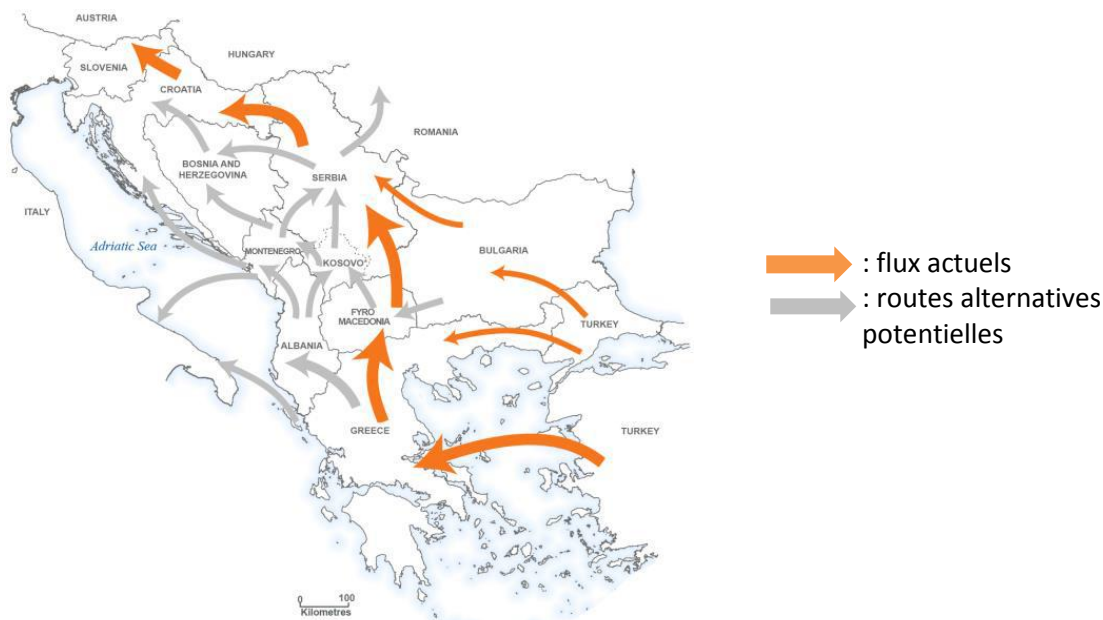 AUSTRIA
HUNGARY
SLOVENIA
CROATIA
ROMANIA
BOSNIA AND
HERZEGOVINA
SERBIA
ITALY
Adriatic Sea
MONTENEGRO
KOSOVO
BULGARIA
FYRO
MACEDONIA
TURKEY
ALBANIA
GREECE
TURKEY
0 100
Kilometres
: flux actuels
: routes alternatives
potentielles